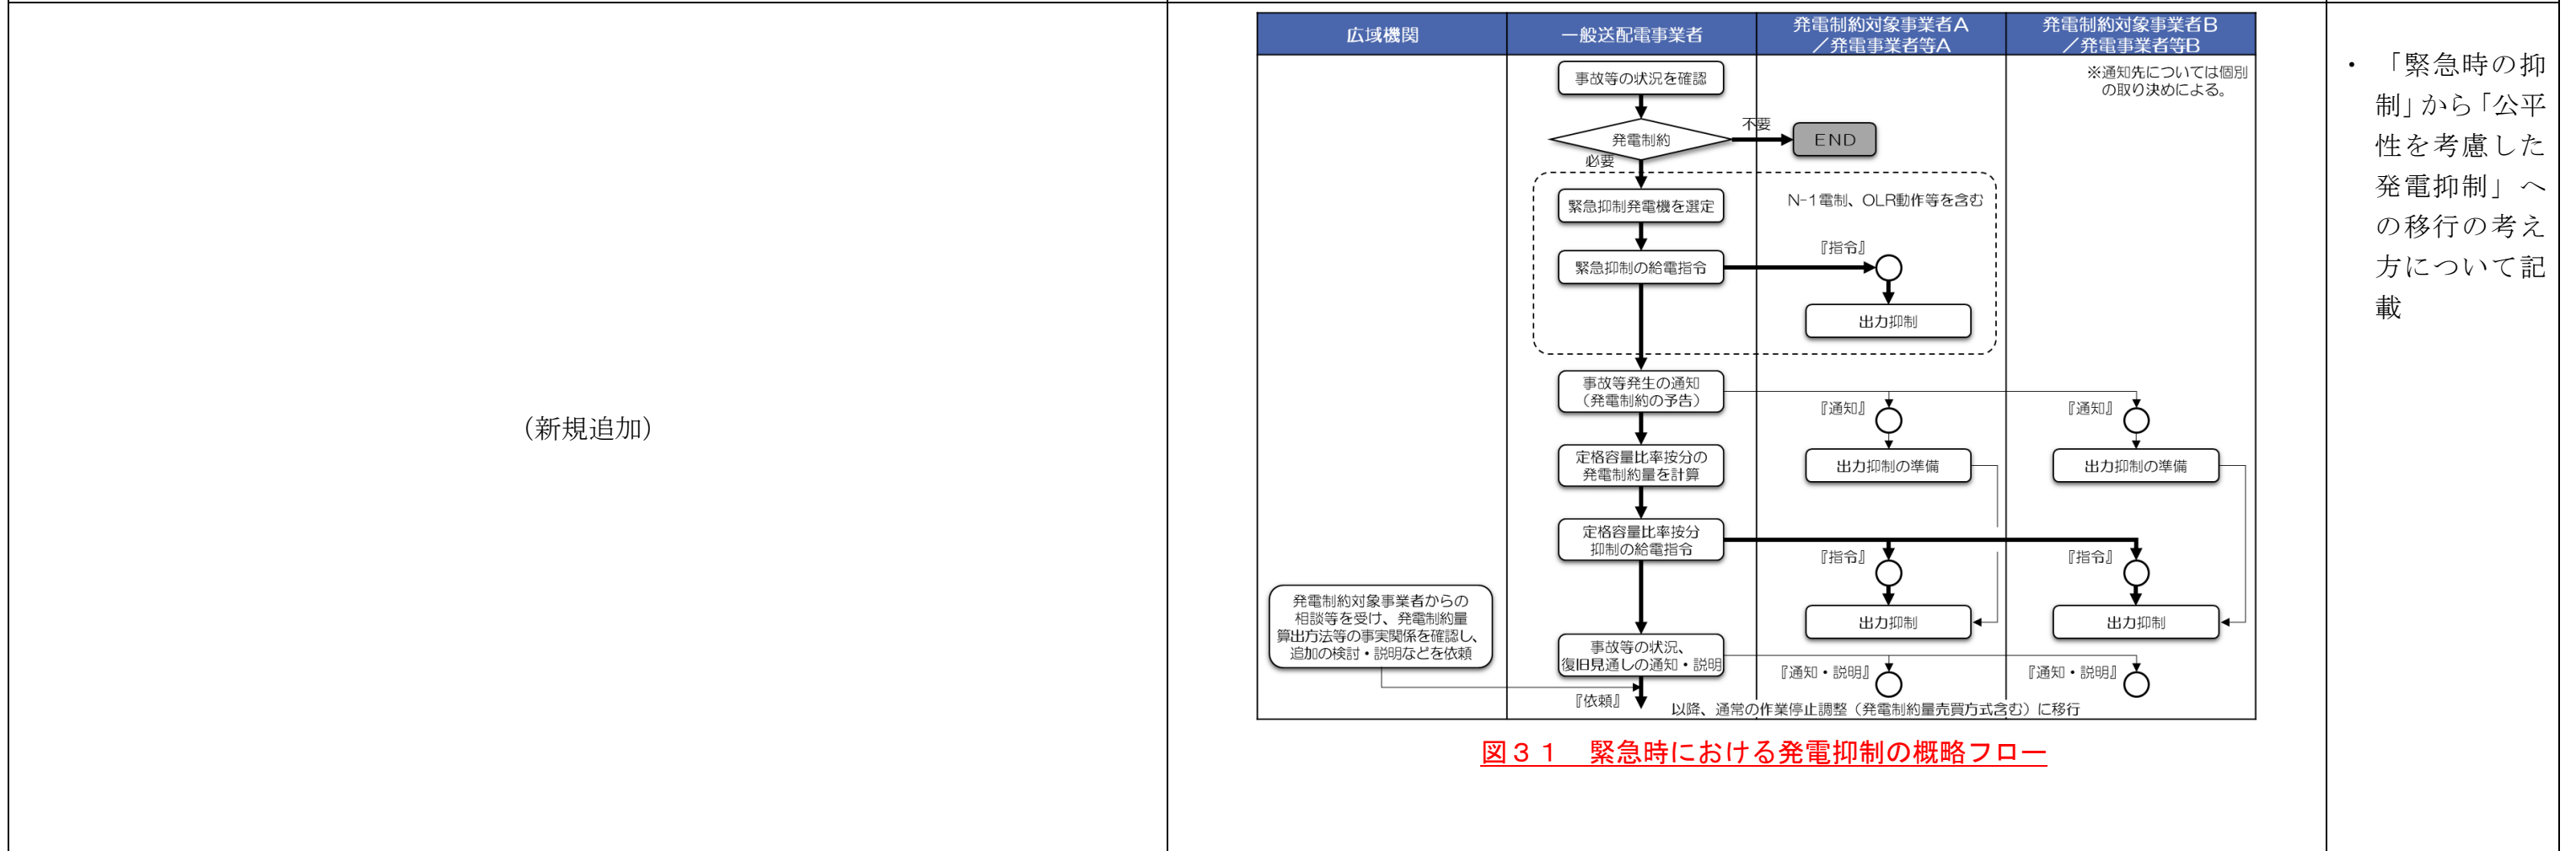 （新規追加）
広域機関
一般送配電事業者
発電制約対象事業者Ａ
／発電事業者等Ａ
発電制約対象事業者Ｂ
／発電事業者等Ｂ
事故等の状況を確認
※通知先については個別
の取り決めによる。
発電制約
不要
END
必要
緊急抑制発電機を選定
N-1電制、OLR動作等を含む
緊急抑制の給電指令
『指令』
出力抑制
事故等発生の通知
（発電制約の予告）
『通知』
『通知』
定格容量比率按分の
発電制約量を計算
出力抑制の準備
出力抑制の準備
定格容量比率按分
抑制の給電指令
『指令』
『指令』
発電制約対象事業者からの
相談等を受け、発電制約量
算出方法等の事実関係を確認し、
追加の検討・説明などを依頼
出力抑制
出力抑制
事故等の状況、
復旧見通しの通知・説明
『通知・説明』
『通知・説明』
『依頼』
以降、通常の作業停止調整（発電制約量売買方式含む）に移行
図３１　緊急時における発電抑制の概略フロー
・「緊急時の抑
制」から「公平
性を考慮した
発電抑制」へ
の移行の考え
方について記
載